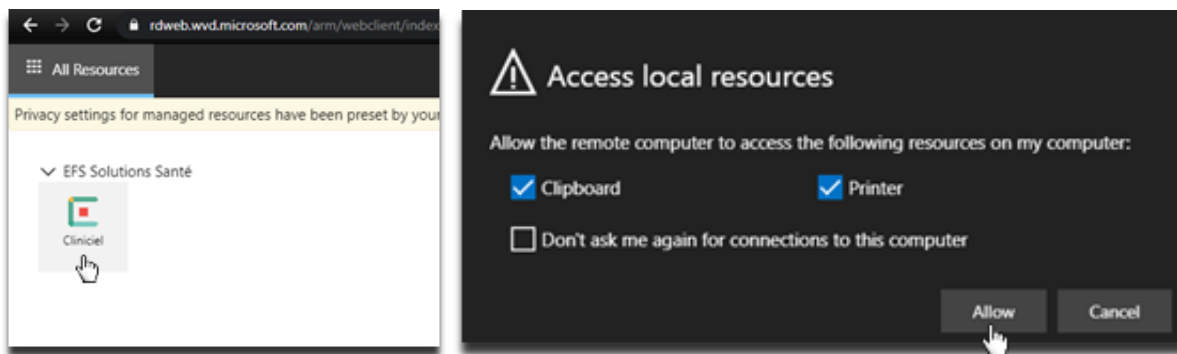 rdweb.wvd.microsoft.com/arm/webclient/index
All Resources
Privacy settings for managed resources have been preset by your
EFS Solutions Santé
Cliniciel
Access local resources
Allow the remote computer to access the following resources on my computer:
Clipboard
Printer
Don't ask me again for connections to this computer
Allow
Cancel